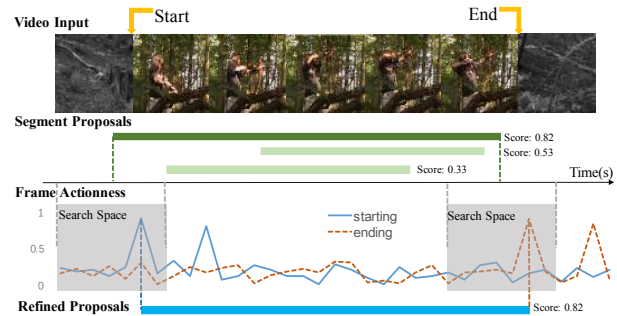 Start
End
Video Input
Segment Proposals
Score: 0.82
Score: 0.53
Score: 0.33
Time(s)
Frame Actionness
1
Search Space
starting
Search Space
0.5
ending
0
Refined Proposals
Score: 0.82